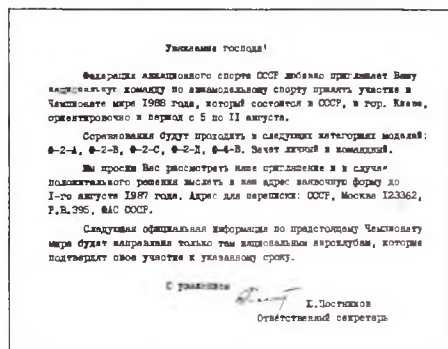 Уважаемые господа!
Федерация авиационного спорта СССР любезно приглашает Вашу
национальную команду по авиамодельному спорту принять участие в
Чемпионате мира 1988 года, который состоится в СССР, в гор. Киеве,
ориентировочно в период с 5 по II августа.
Соревнования будут проходить в следующих категориях моделей:
Ф-2-А, Ф-2-В, Ф-2-С, Ф-2-Д, Ф-4-В. Зачет личный и командный.
Мы просим Вас рассмотреть наше приглашение и в случае
положительного решения выслать в наш адрес заявочную форму до
I-го августа 1987 года. Адрес для переписки: СССР, Москва 123362,
Р.В.395, ФАС СССР.
Следующая официальная информация по предстоящему Чемпионату
мира будет направлена только тем национальным аэроклубам, которые
подтвердят свое участие к указанному сроку.
С уважением
Постников
Ответственный секретарь